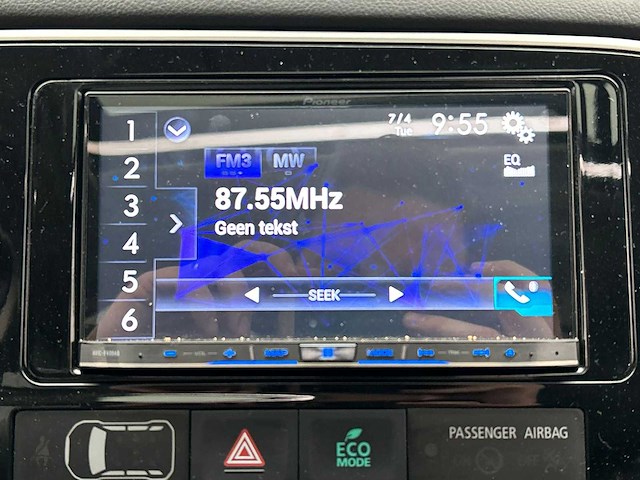 Pioneer
1
2
3
4
5
6
7/4
Tue
9:55
FM3
MW
EQ
87.55MHz
Geen tekst
SEEK
ECO
MODE
PASSENGER AIRBAG